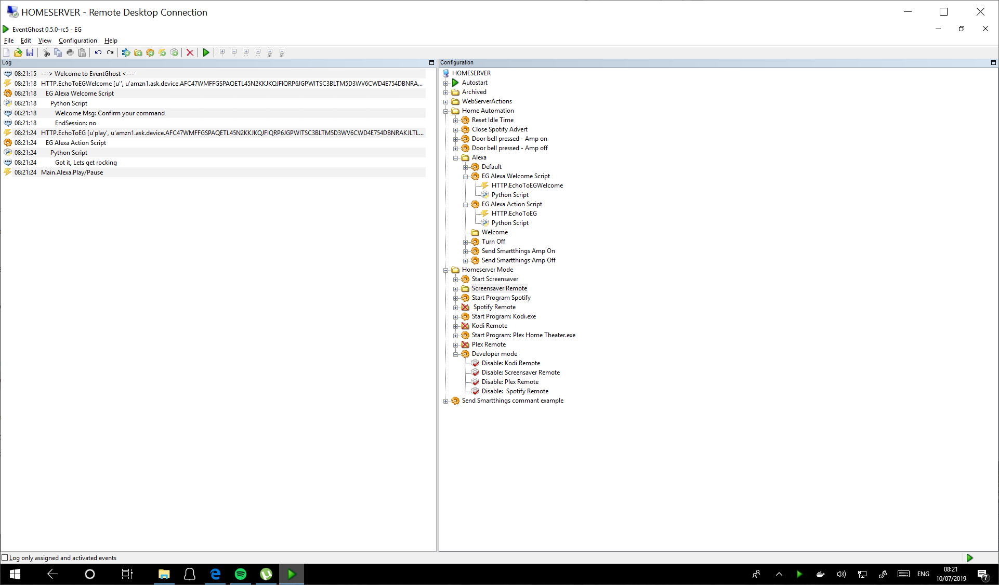 HOMESERVER - Remote Desktop Connection
EventGhost 0.5.0-rc5 - EG
File Edit View Configuration Help
Log
08:21:15 ---> Welcome to EventGhost <---
08:21:18 HTTP.EchoToEGWelcome [u'', u'amzn1.ask.device.AFC47WMFFGSPAQETL45N2KKJKQJFIQRP6JGPWITSC3BLTM5D3WV6CWD4E754DBNRA...
08:21:18 EG Alexa Welcome Script
08:21:18 Python Script
08:21:18 Welcome Msg: Confirm your command
08:21:18 EndSession: no
08:21:24 HTTP.EchoToEG [u'play', u'amzn1.ask.device.AFC47WMFFGSPAQETL45N2KKJKQJFIQRP6JGPWITSC3BLTM5D3WV6CWD4E754DBNRAKJLTL...
08:21:24 EG Alexa Action Script
08:21:24 Python Script
08:21:24 Got it, Lets get rocking
08:21:24 Main.Alexa.Play/Pause
Configuration
HOMESERVER
Autostart
Archived
WebServerActions
Home Automation
Reset Idle Time
Close Spotify Advert
Door bell pressed - Amp on
Door bell pressed - Amp off
Alexa
Default
EG Alexa Welcome Script
HTTP.EchoToEGWelcome
Python Script
EG Alexa Action Script
HTTP.EchoToEG
Python Script
Welcome
Turn Off
Send Smartthings Amp On
Send Smartthings Amp Off
Homeserver Mode
Start Screensaver
Screensaver Remote
Start Program Spotify
Spotify Remote
Start Program: Kodi.exe
Kodi Remote
Start Program: Plex Home Theater.exe
Plex Remote
Developer mode
Disable: Kodi Remote
Disable: Screensaver Remote
Disable: Plex Remote
Disable:  Spotify Remote
Send Smartthings commant example
Log only assigned and activated events
ENG
08:21
10/07/2019
7